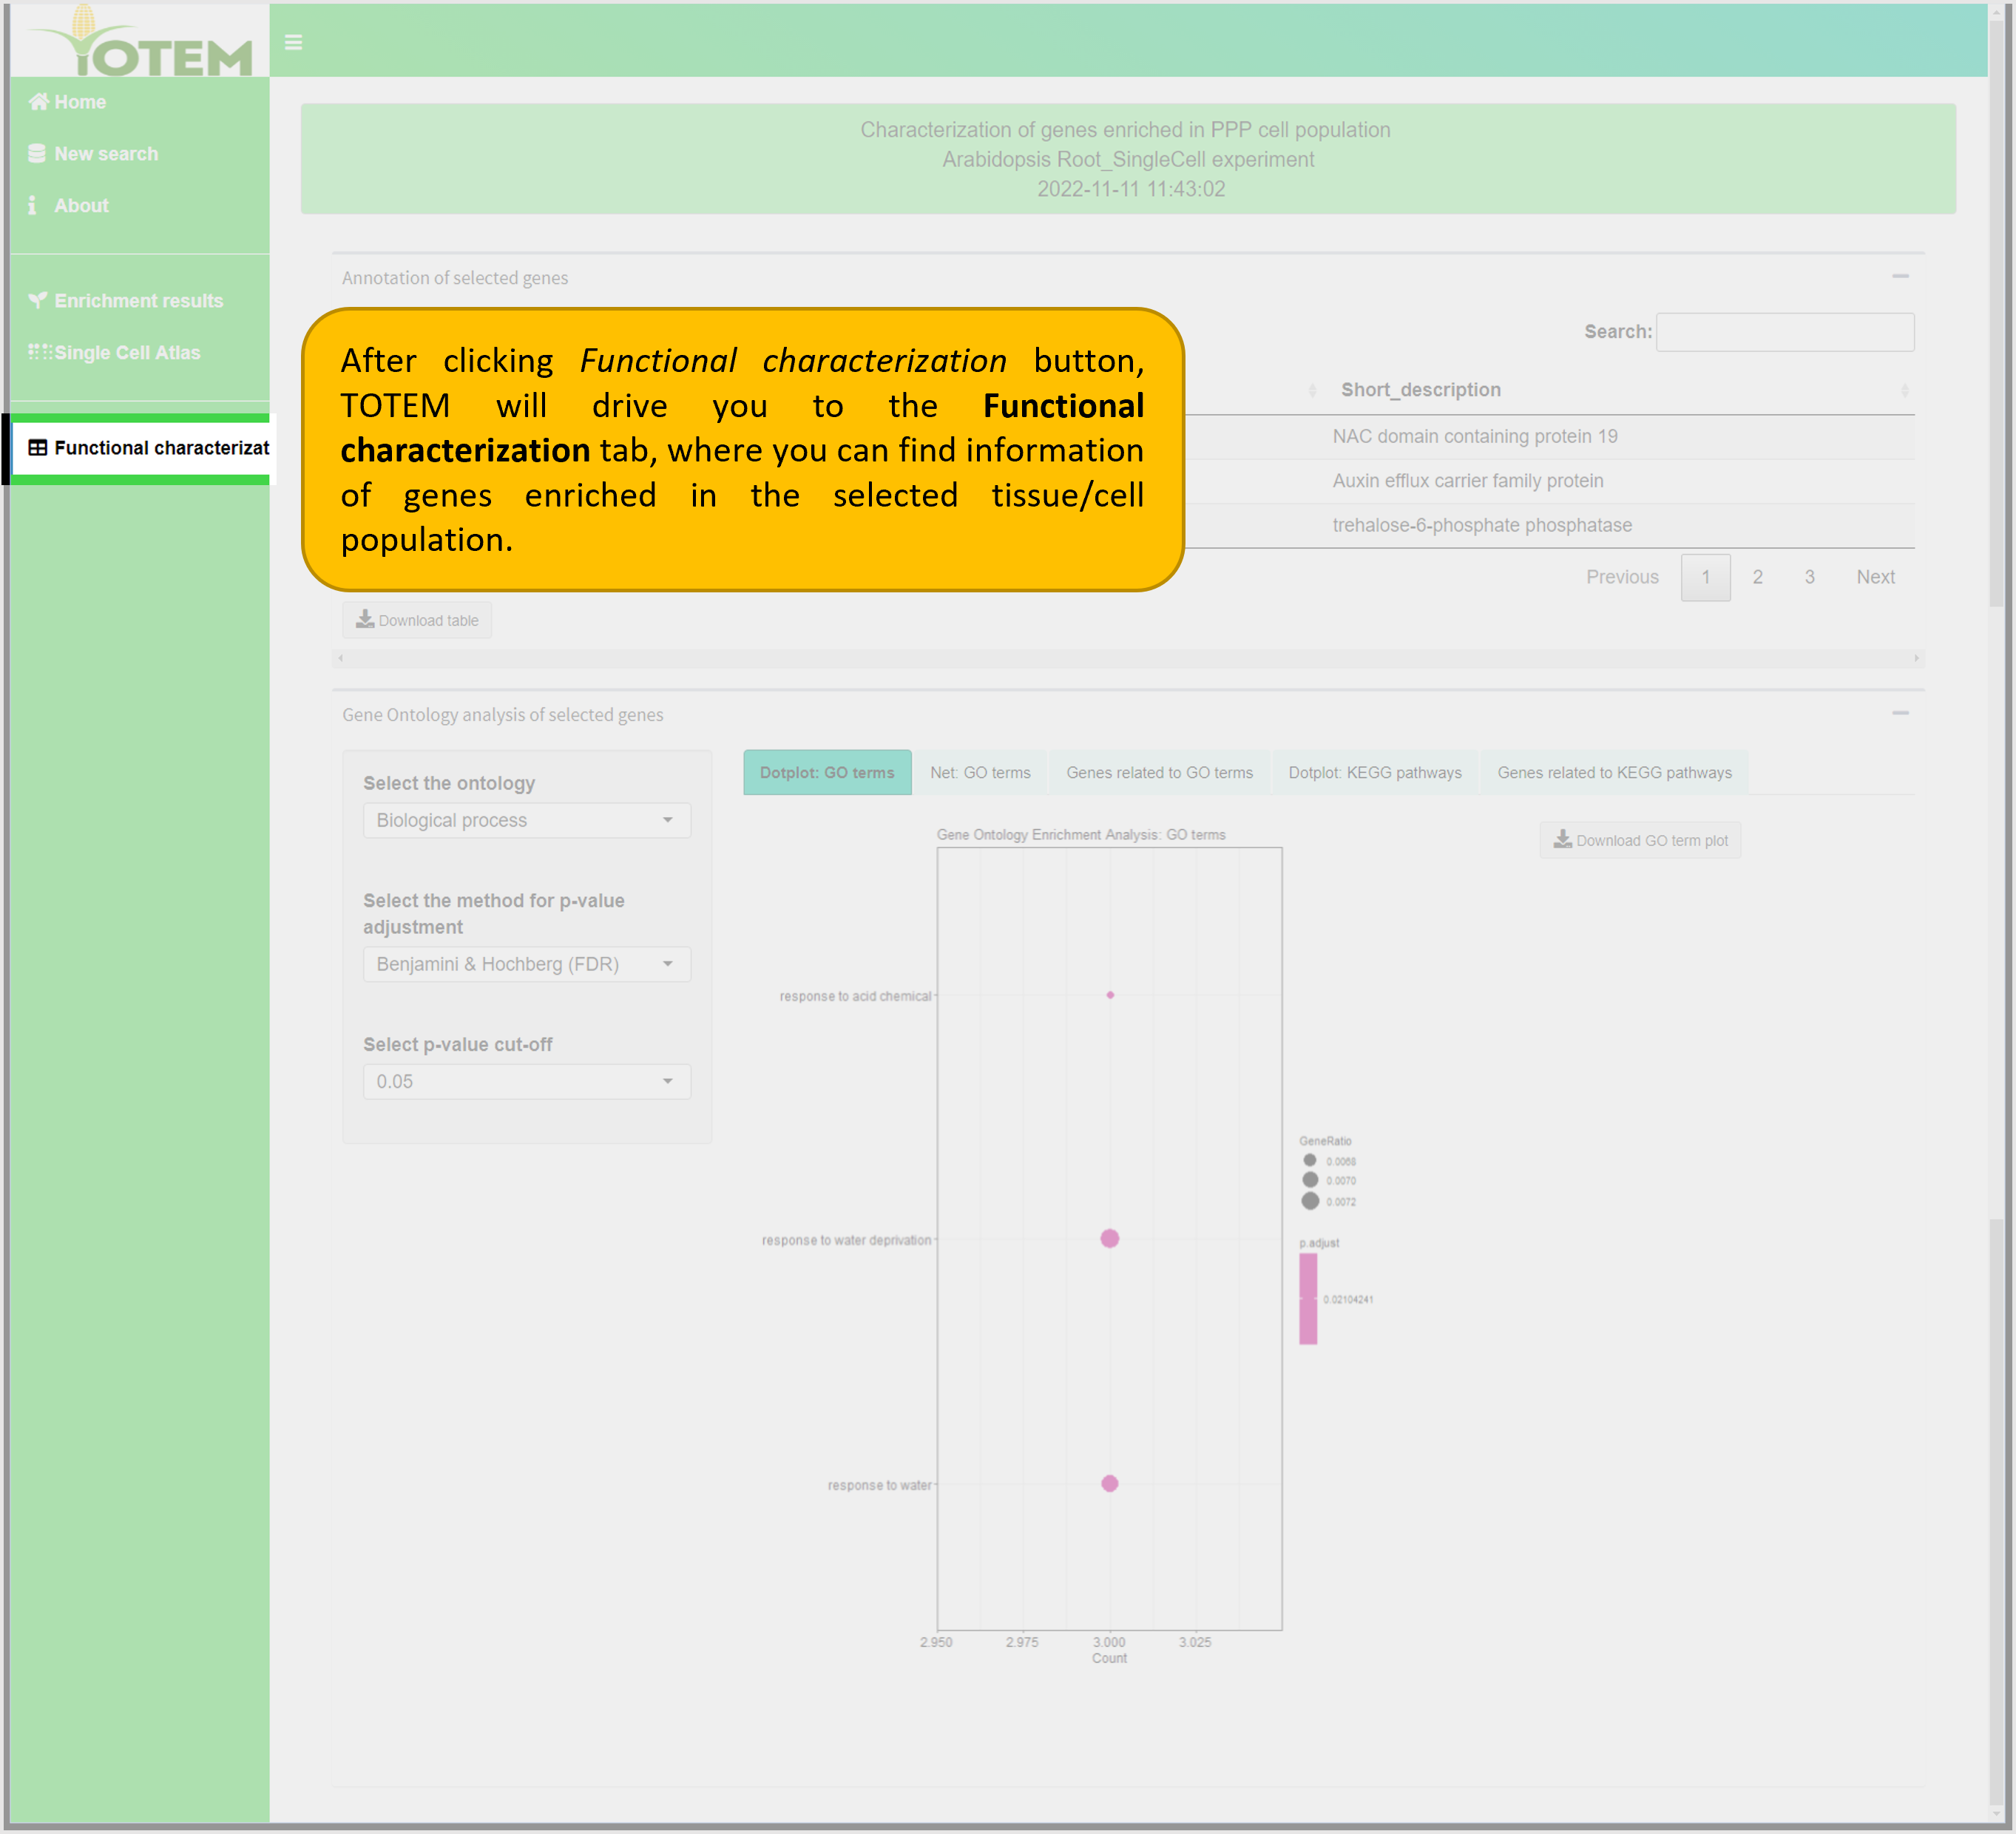 TOTEM
Home
New search
About
Enrichment results
Single Cell Atlas
Functional characterizat
Characterization of genes enriched in PPP cell population
Arabidopsis Root_SingleCell experiment
2022-11-11 11:43:02
Annotation of selected genes
After clicking Functional characterization button,
TOTEM will drive you to the Functional
characterization tab, where you can find information
of genes enriched in the selected tissue/cell
population.
Search:
Short_description
NAC domain containing protein 19
Auxin efflux carrier family protein
trehalose-6-phosphate phosphatase
Previous 1 2 3 Next
Download table
Gene Ontology analysis of selected genes
Select the ontology
Biological process
Select the method for p-value
adjustment
Benjamini & Hochberg (FDR)
Select p-value cut-off
0.05
Dotplot: GO terms Net: GO terms Genes related to GO terms Dotplot: KEGG pathways Genes related to KEGG pathways
Download GO term plot
Gene Ontology Enrichment Analysis: GO terms
response to acid chemical
response to water deprivation
response to water
2.950 2.975 3.000 3.025
Count
GeneRatio
0.0068
0.0070
0.0072
p.adjust
0.02104241